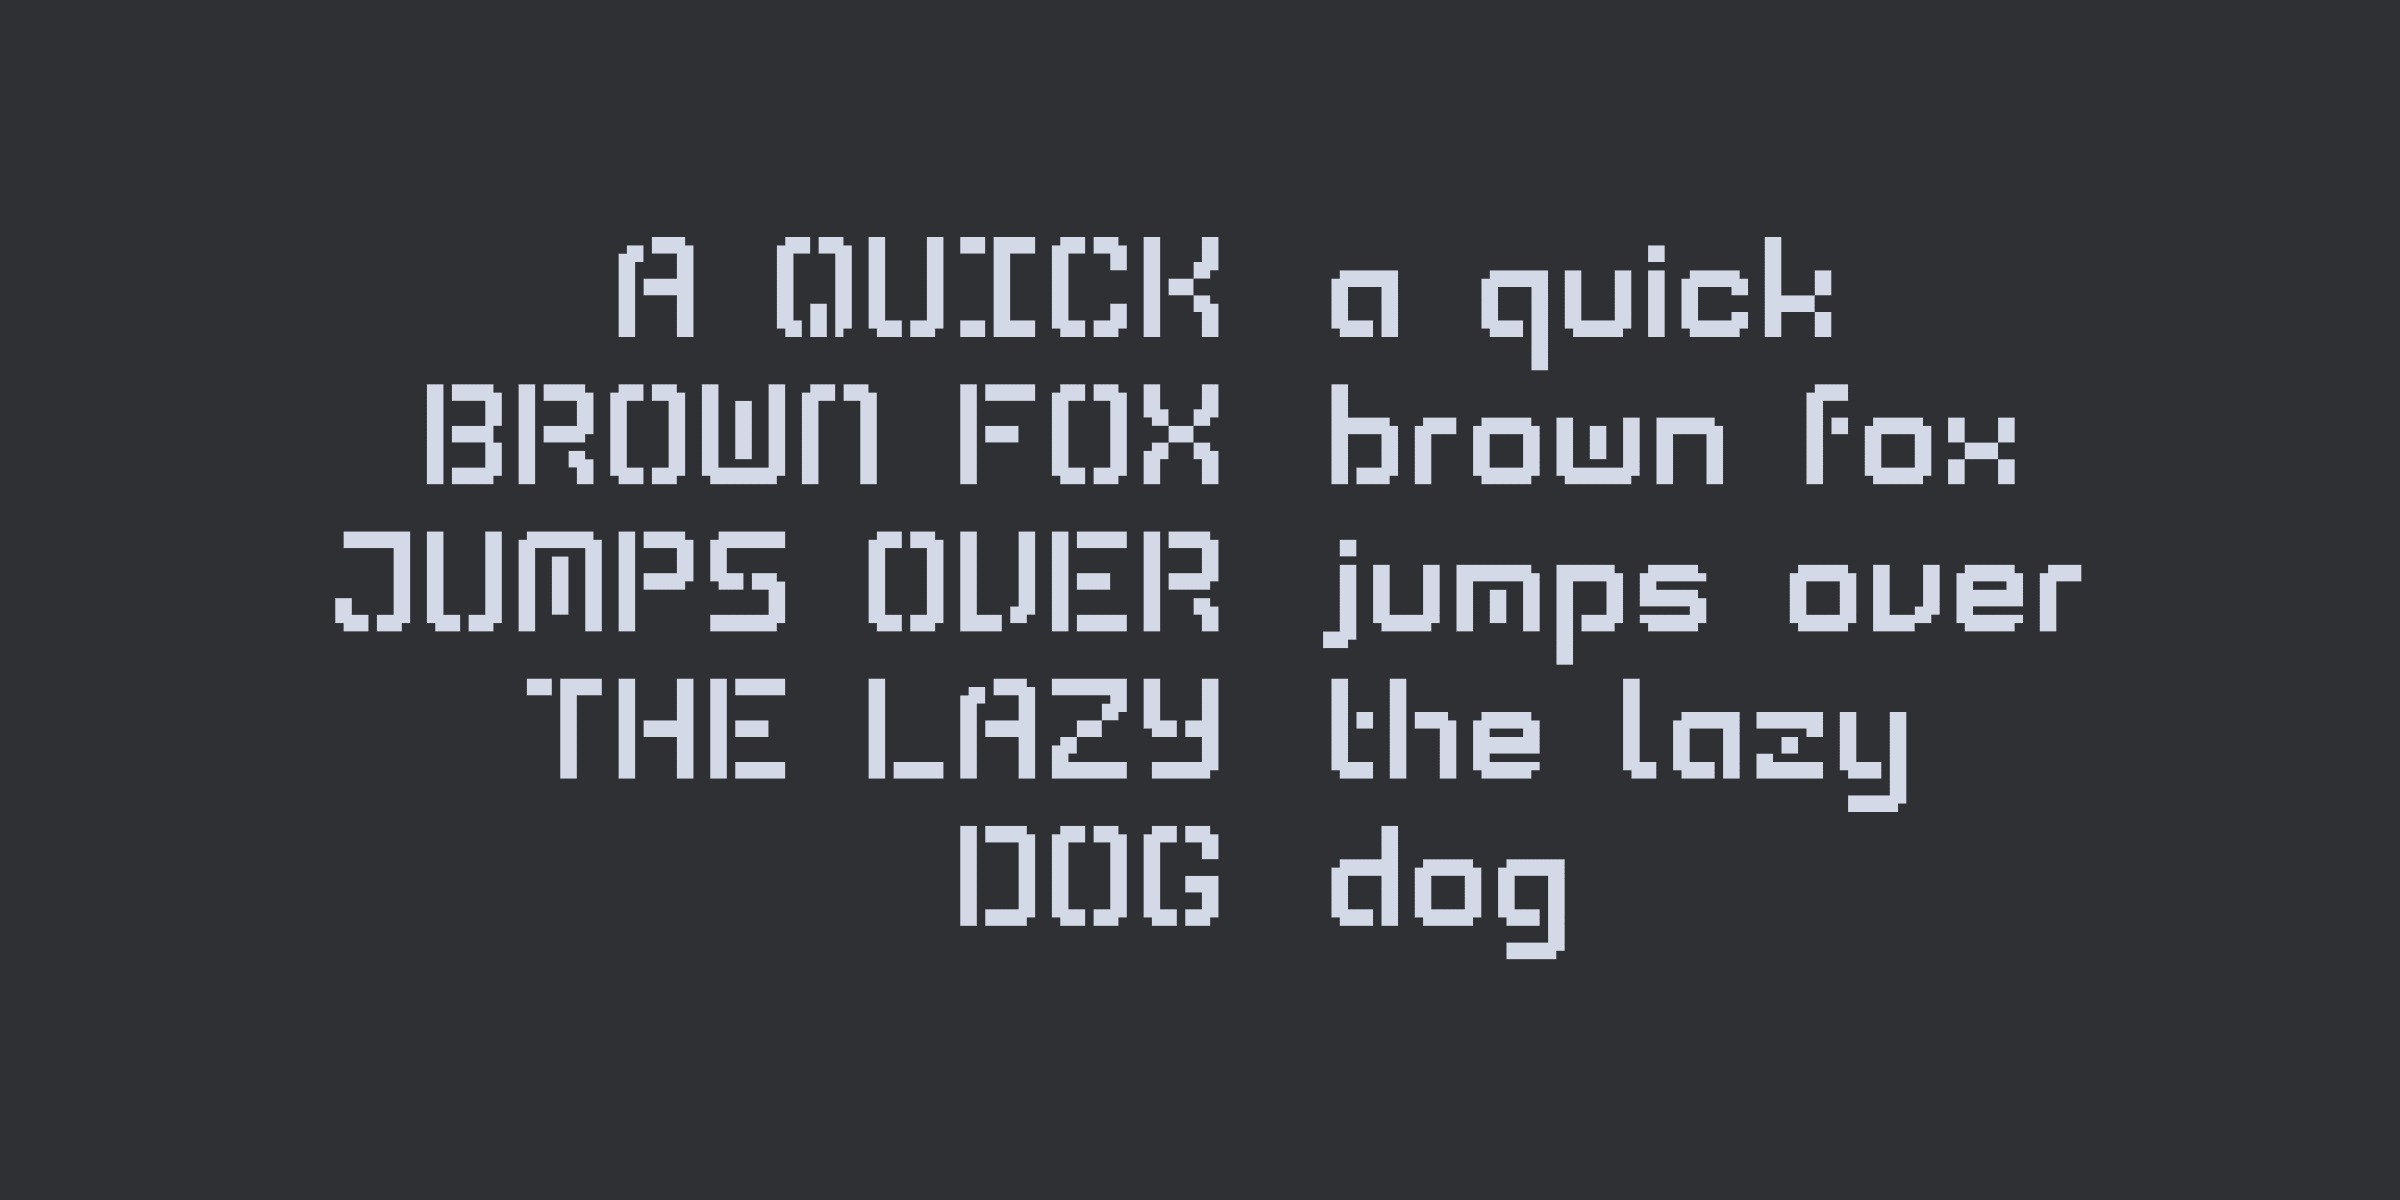 A QUICK
BROWN FOX
JUMPS OVER
THE LAZY
DOG
a quick
brown fox
jumps over
the lazy
dog